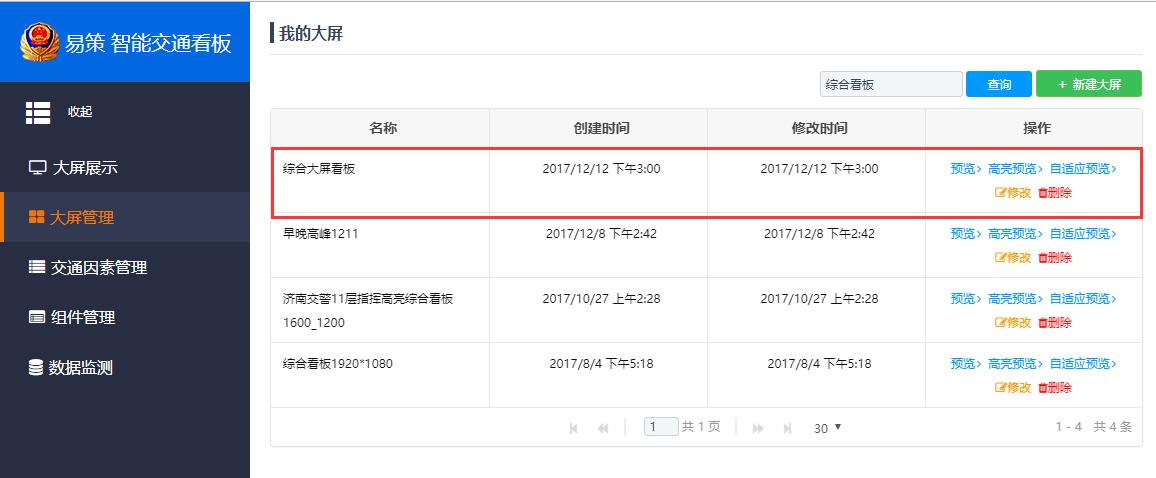 易策 智能交通看板
收起
大屏展示
大屏管理
交通因素管理
组件管理
数据监测
我的大屏
综合看板 查询 + 新建大屏
名称 创建时间 修改时间 操作
综合大屏看板 2017/12/12 下午3:00 2017/12/12 下午3:00 预览 高亮预览 自适应预览
修改 删除
早晚高峰1211 2017/12/8 下午2:42 2017/12/8 下午2:42 预览 高亮预览 自适应预览
修改 删除
济南交警11层指挥高亮综合看板 2017/10/27 上午2:28 2017/10/27 上午2:28 预览 高亮预览 自适应预览
1600_1200 修改 删除
综合看板1920*1080 2017/8/4 下午5:18 2017/8/4 下午5:18 预览 高亮预览 自适应预览
修改 删除
1 共 1 页 30 1 - 4 共 4 条